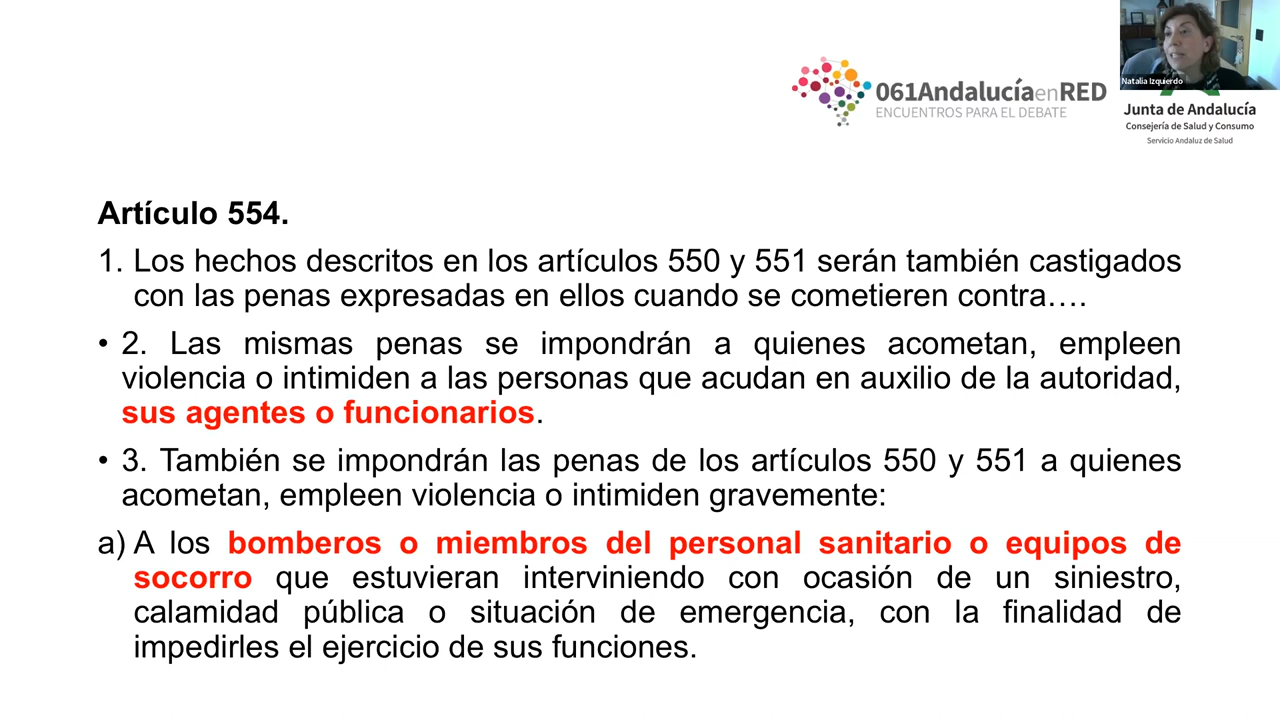 Natalia Izquierdo
061AndalucíaenRED
ENCUENTROS PARA EL DEBATE
Junta de Andalucía
Consejería de Salud y Consumo
Servicio Andaluz de Salud
Artículo 554.
1. Los hechos descritos en los artículos 550 y 551 serán también castigados
con las penas expresadas en ellos cuando se cometieren contra….
• 2. Las mismas penas se impondrán a quienes acometan, empleen
violencia o intimiden a las personas que acudan en auxilio de la autoridad,
sus agentes o funcionarios.
• 3. También se impondrán las penas de los artículos 550 y 551 a quienes
acometan, empleen violencia o intimiden gravemente:
a) A los bomberos o miembros del personal sanitario o equipos de
socorro que estuvieran interviniendo con ocasión de un siniestro,
calamidad pública o situación de emergencia, con la finalidad de
impedirles el ejercicio de sus funciones.